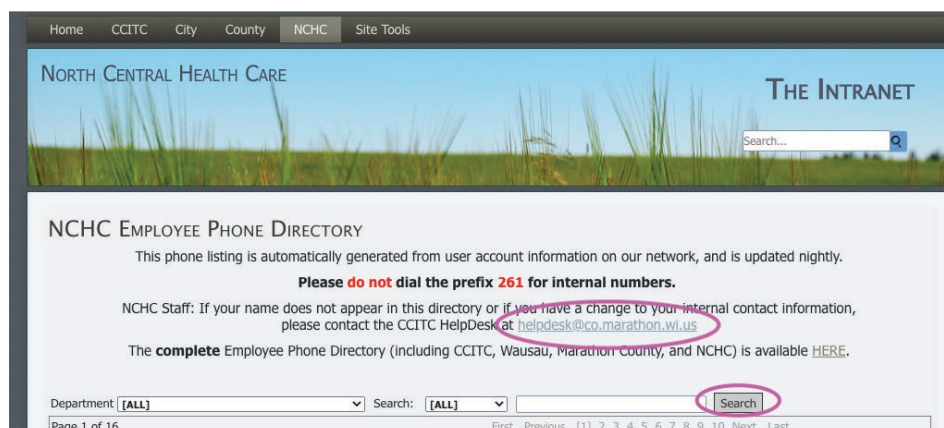 Home CCITC City County NCHC Site Tools
NORTH CENTRAL HEALTH CARE
THE INTRANET
Search...
NCHC EMPLOYEE PHONE DIRECTORY
This phone listing is automatically generated from user account information on our network, and is updated nightly.
Please do not dial the prefix 261 for internal numbers.
NCHC Staff: If your name does not appear in this directory or if you have a change to your internal contact information,
please contact the CCITC HelpDesk at helpdesk@co.marathon.wi.us
The complete Employee Phone Directory (including CCITC, Wausau, Marathon County, and NCHC) is available HERE.
Department [ALL] Search: [ALL] Search
Page 1 of 16 First Previous [1] 2 3 4 5 6 7 8 9 10 Next Last